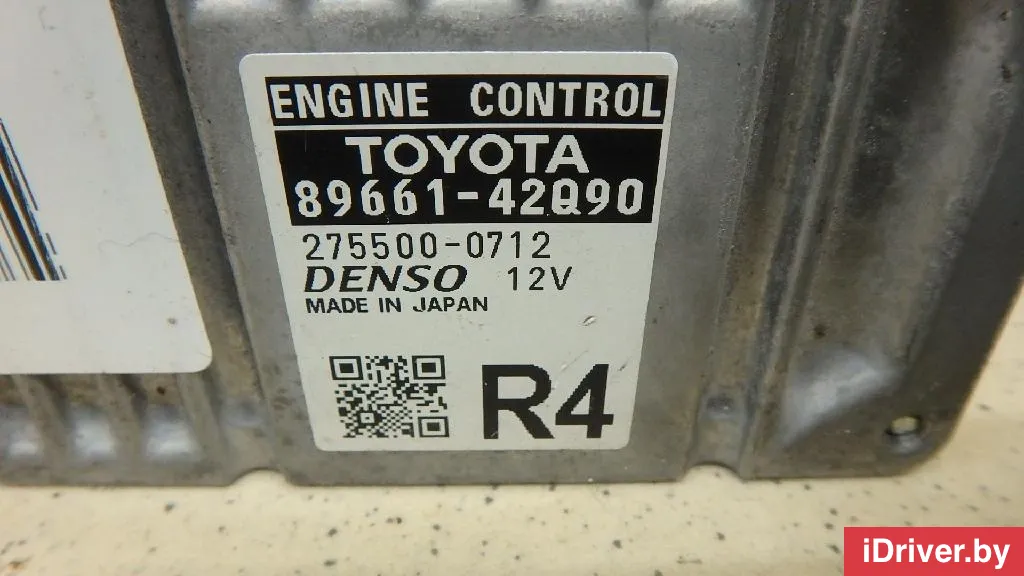 ENGINE CONTROL
TOYOTA
89661-42Q90
275500-0712
DENSO 12V
MADE IN JAPAN
R4
iDriver.by